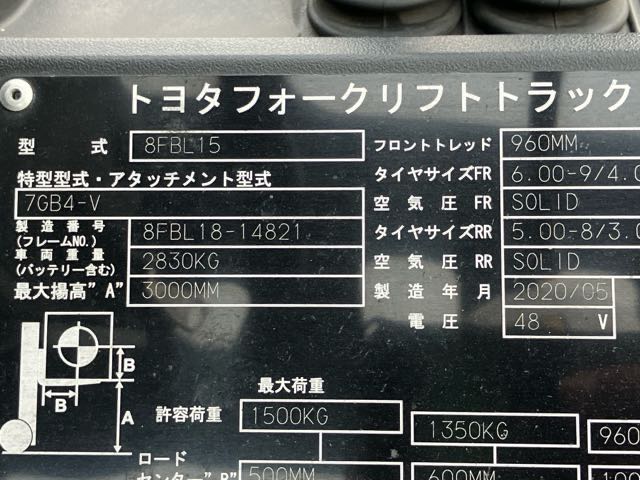 トヨタフォークリフトトラック
型 式 8FBL15
特型型式・アタッチメント型式
7GB4-V
製造番号 (フレームNO.) 8FBL18-14821
車両重量 (バッテリー含む) 2830KG
最大揚高"A" 3000MM
フロントトレッド 960MM
タイヤサイズFR 6.00-9/4.0
空気圧FR SOLID
タイヤサイズRR 5.00-8/3.0
空気圧RR SOLID
製造年月 2020/05
電圧 48 V
B
B
A
最大荷重
許容荷重 1500KG 1350KG 960
ロード
センター"B" 500MM 600MM